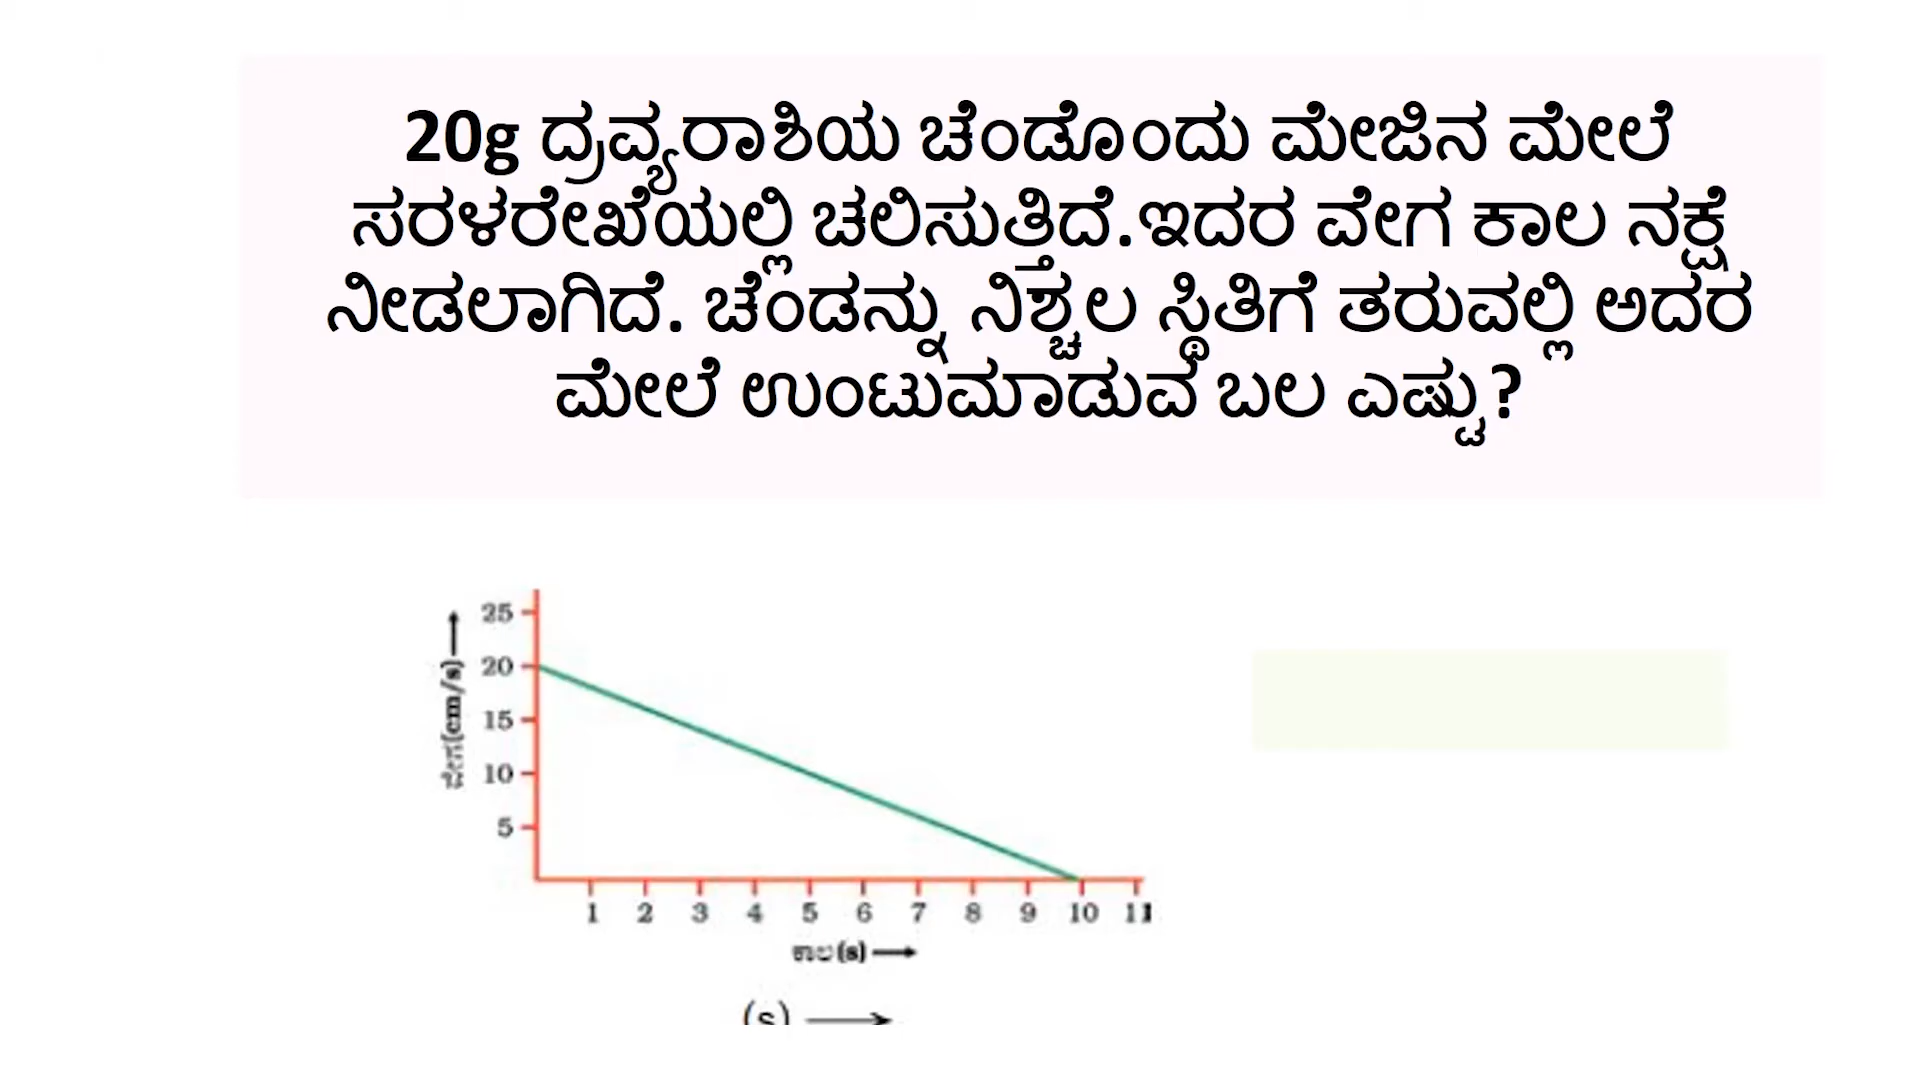 20g ದ್ರವ್ಯರಾಶಿಯ ಚೆಂಡೊಂದು ಮೇಜಿನ ಮೇಲೆ
ಸರಳರೇಖೆಯಲ್ಲಿ ಚಲಿಸುತ್ತಿದೆ.ಇದರ ವೇಗ ಕಾಲ ನಕ್ಷೆ
ನೀಡಲಾಗಿದೆ. ಚೆಂಡನ್ನು ನಿಶ್ಚಲ ಸ್ಥಿತಿಗೆ ತರುವಲ್ಲಿ ಅದರ
ಮೇಲೆ ಉಂಟುಮಾಡುವ ಬಲ ಎಷ್ಟು?
ವೇಗ(cm/s)
25
20
15
10
5
1 2 3 4 5 6 7 8 9 10 11
ಕಾಲ(s)
(s)